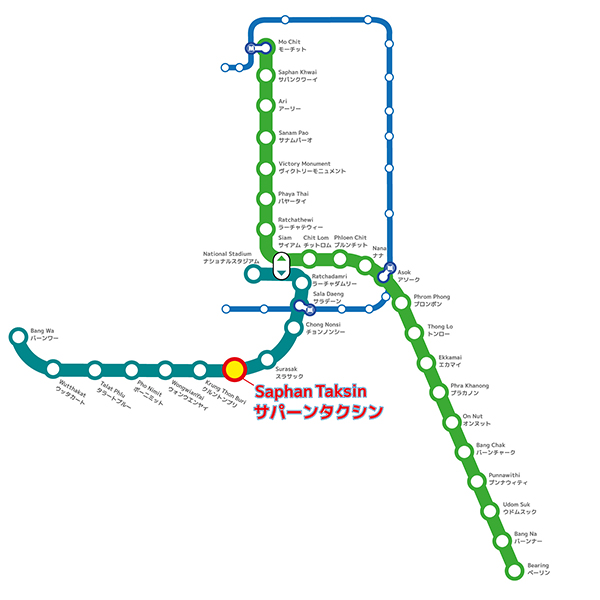 Mo Chit
モーチット
Saphan Khwai
サパンクワーイ
Ari
アーリー
Sanam Pao
サナームパーオ
Victory Monument
ヴィクトリーモニュメント
Phaya Thai
パヤータイ
Ratchathewi
ラーチャテウィー
Siam
サイアム
Chit Lom
チットロム
Phloen Chit
プルンチット
Nana
ナナ
National Stadium
ナショナルスタジアム
Asok
アソーク
Ratchadamri
ラーチャダムリー
Sala Daeng
サラデーン
Phrom Phong
プロンポン
Chong Nonsi
チョンノンシー
Thong Lo
トンロー
Bang Wa
バーンワー
Wutthakat
ウッタカート
Talat Phlu
タラートプルー
Pho Nimit
ポーニミット
Wongwianyai
ウォンウエンヤイ
Krung Thon Buri
クルントンブリ
Surasak
スラサック
Saphan Taksin
サパーンタクシン
Ekkamai
エカマイ
Phra Khanong
プラカノン
On Nut
オンヌット
Bang Chak
バーンチャーク
Punnawithi
プンナウィティ
Udom Suk
ウドムスック
Bang Na
バーンナー
Bearing
ベーリン